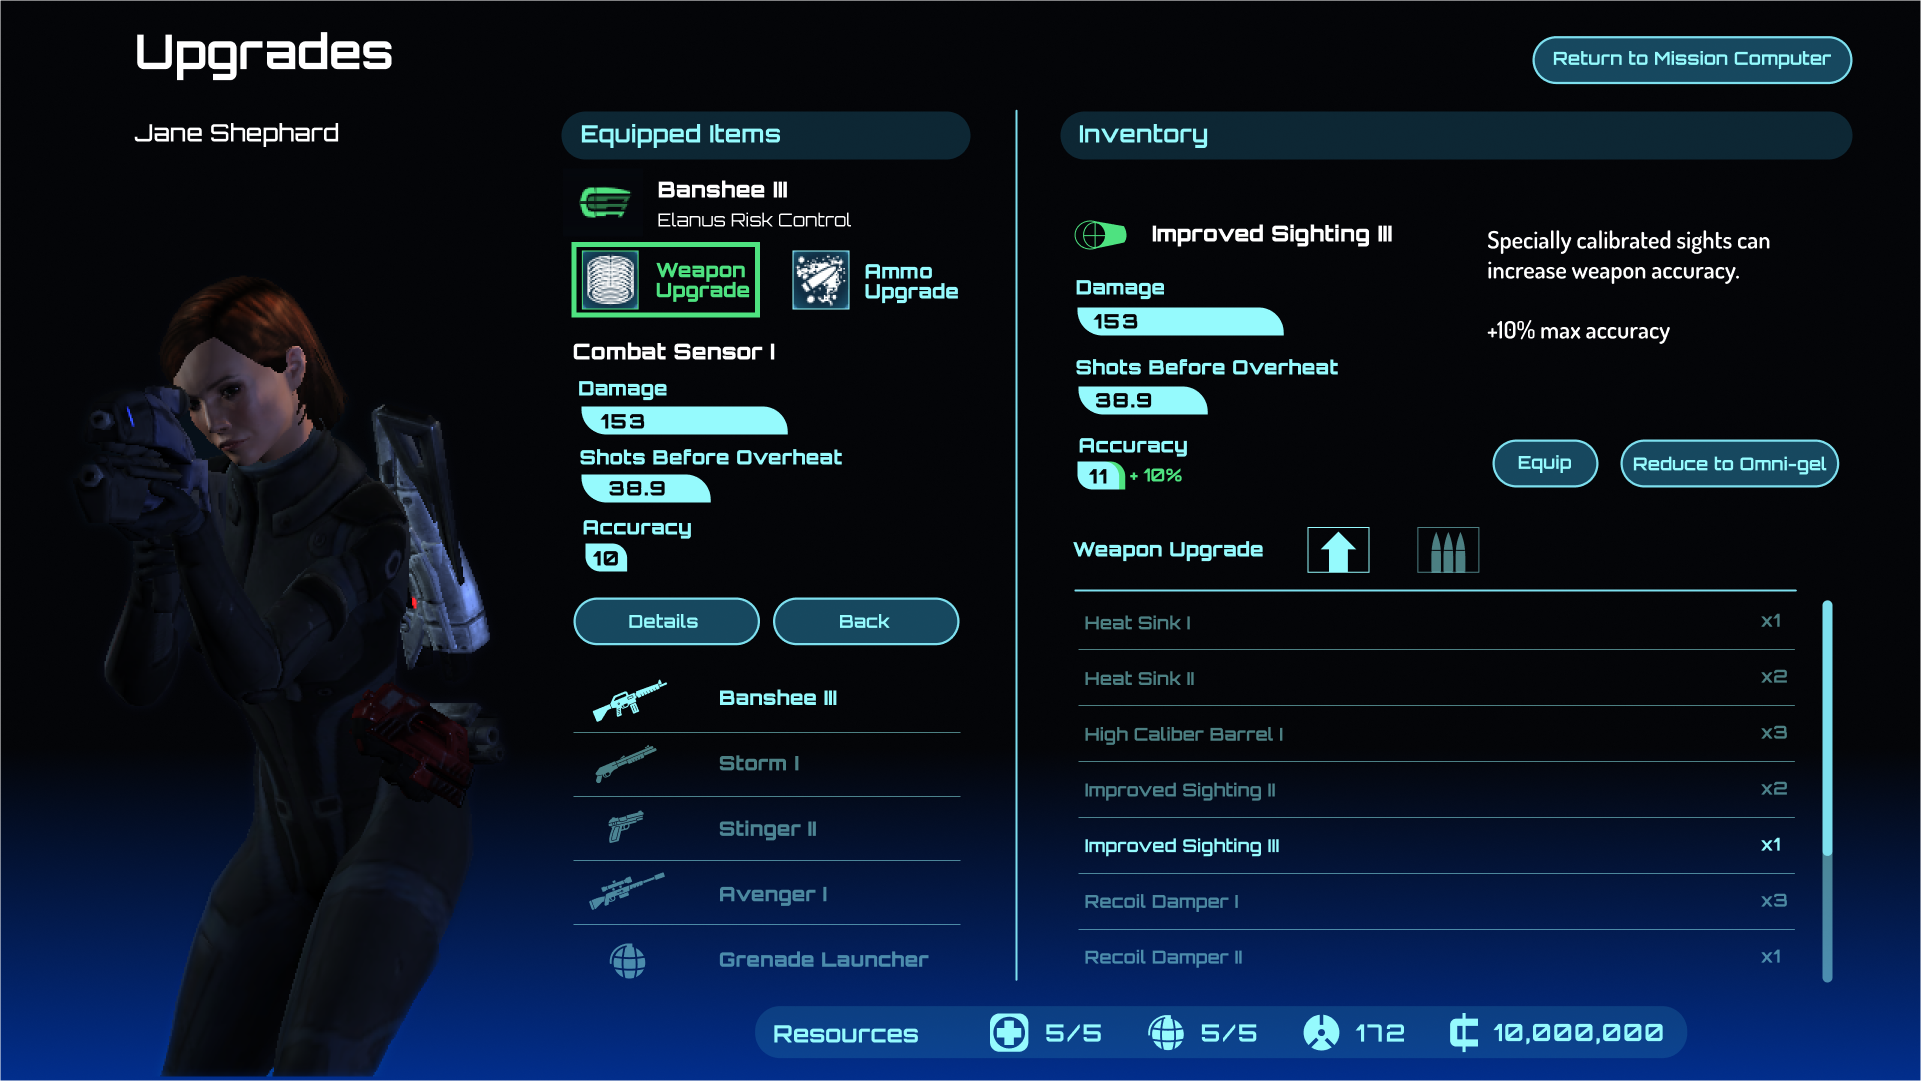 Upgrades
Return to Mission Computer
Jane Shephard
Equipped Items
Banshee III
Elanus Risk Control
Weapon
Upgrade
Ammo
Upgrade
Combat Sensor I
Damage
153
Shots Before Overheat
38.9
Accuracy
10
Details
Back
Banshee III
Storm I
Stinger II
Avenger I
Grenade Launcher
Inventory
Improved Sighting III
Specially calibrated sights can
increase weapon accuracy.
+10% max accuracy
Damage
153
Shots Before Overheat
38.9
Accuracy
11 + 10%
Equip
Reduce to Omni-gel
Weapon Upgrade
Heat Sink I x1
Heat Sink II x2
High Caliber Barrel I x3
Improved Sighting II x2
Improved Sighting III x1
Recoil Damper I x3
Recoil Damper II x1
Resources 5/5 5/5 172 10,000,000